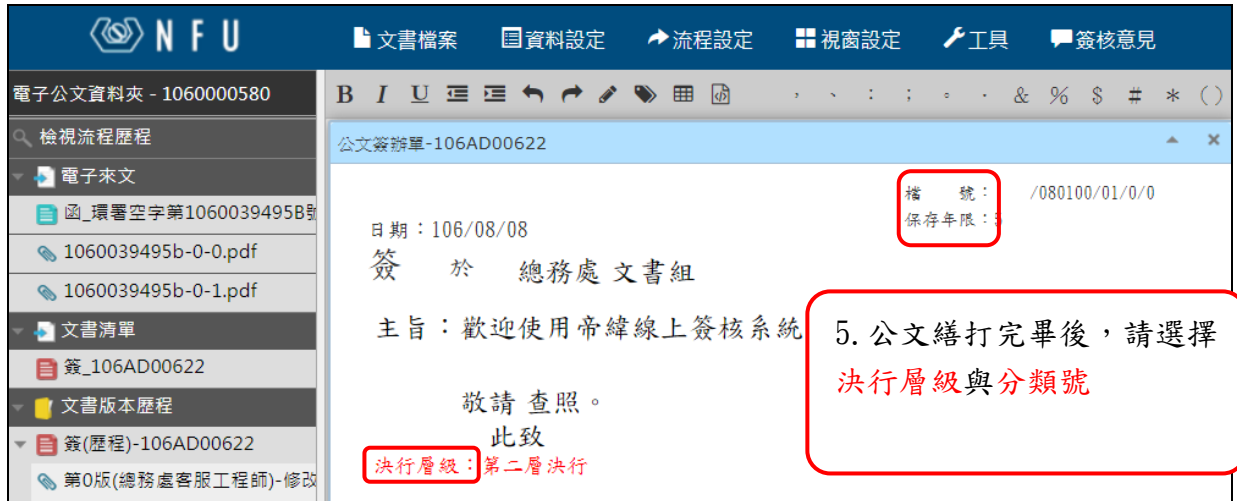 NFU 文書檔案 資料設定 流程設定 視窗設定 工具 簽核意見
電子公文資料夾 - 1060000580
B I U , 、 : ; 。 . & % $ # * ( )
檢視流程歷程
公文簽辦單-106AD00622
電子來文
函_環署空字第1060039495B號
1060039495b-0-0.pdf
1060039495b-0-1.pdf
文書清單
簽_106AD00622
文書版本歷程
簽(歷程)-106AD00622
第0版(總務處客服工程師)-修改
檔 號: /080100/01/0/0
保存年限:5
日期:106/08/08
簽 於 總務處 文書組
主旨:歡迎使用帝緯線上簽核系統
敬請 查照。
此致
決行層級:第二層決行
5. 公文繕打完畢後,請選擇
決行層級與分類號